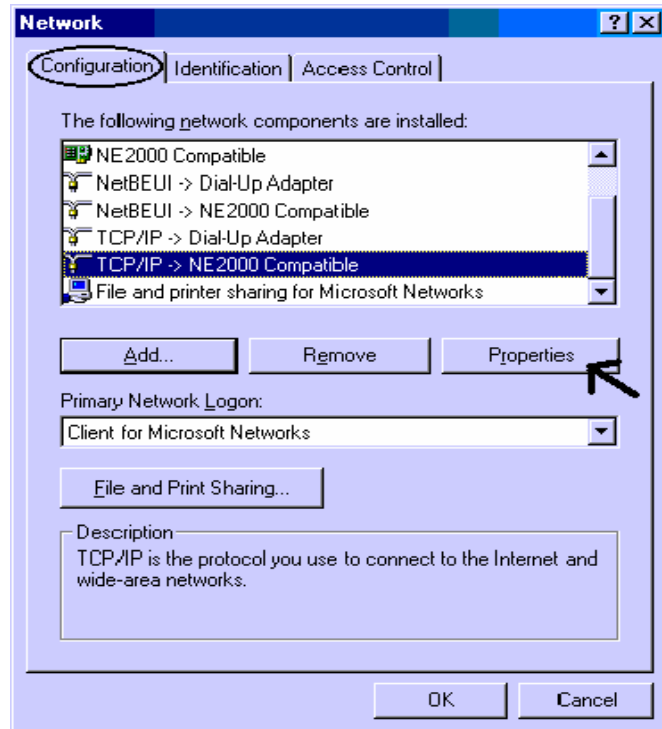 Network
Configuration Identification Access Control
The following network components are installed:
NE2000 Compatible
NetBEUI -> Dial-Up Adapter
NetBEUI -> NE2000 Compatible
TCP/IP -> Dial-Up Adapter
TCP/IP -> NE2000 Compatible
File and printer sharing for Microsoft Networks
Add... Remove Properties
Primary Network Logon:
Client for Microsoft Networks
File and Print Sharing...
Description
TCP/IP is the protocol you use to connect to the Internet and
wide-area networks.
OK Cancel